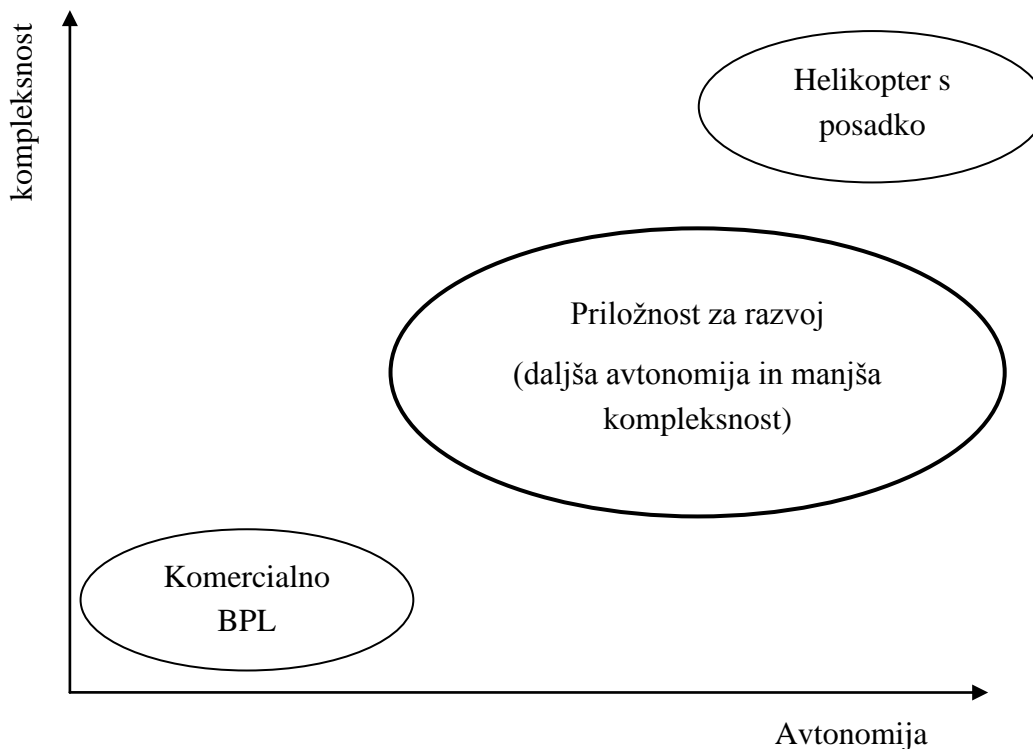 kompleksnost
Helikopter s
posadko
Priložnost za razvoj
(daljša avtonomija in manjša
kompleksnost)
Komercialno
BPL
Avtonomija